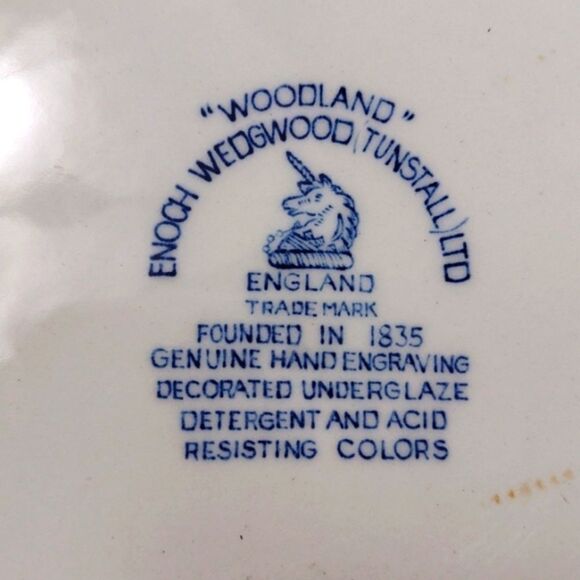 "WOODLAND"
ENOCH WEDGWOOD (TUNSTALL) LTD
ENGLAND
TRADE MARK
FOUNDED IN 1835
GENUINE HAND ENGRAVING
DECORATED UNDERGLAZE
DETERGENT AND ACID
RESISTING COLORS